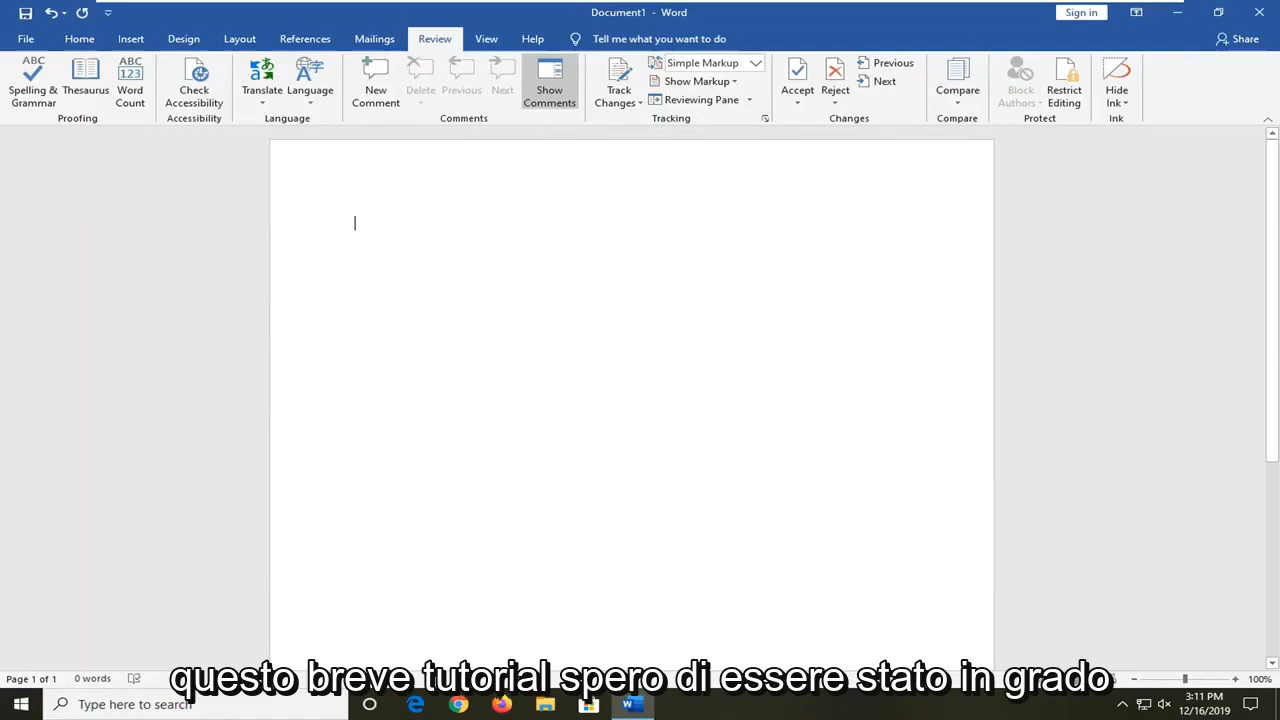 Document1 - Word
Sign in
File Home Insert Design Layout References Mailings Review View Help Tell me what you want to do Share
Spelling & Grammar
Thesaurus
Word Count
Check Accessibility
Translate
Language
New Comment
Delete
Previous
Next
Show Comments
Track Changes
Simple Markup
Show Markup
Reviewing Pane
Accept
Reject
Previous
Next
Compare
Block Authors
Restrict Editing
Hide Ink
Proofing Accessibility Language Comments Tracking Changes Compare Protect Ink
questo breve tutorial spero di essere stato in grado
Page 1 of 1 0 words 100%
Type here to search
3:11 PM
12/16/2019